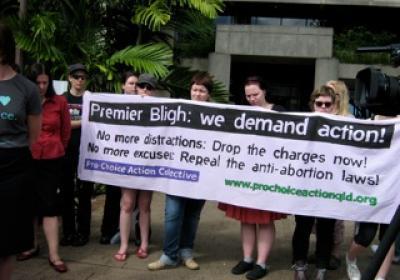 Premier Bligh: we demand action!
No more distractions: Drop the charges now!
No more excuses: Repeal the anti-abortion laws!
Pro Choice Action Collective
www.prochoiceactionqld.org